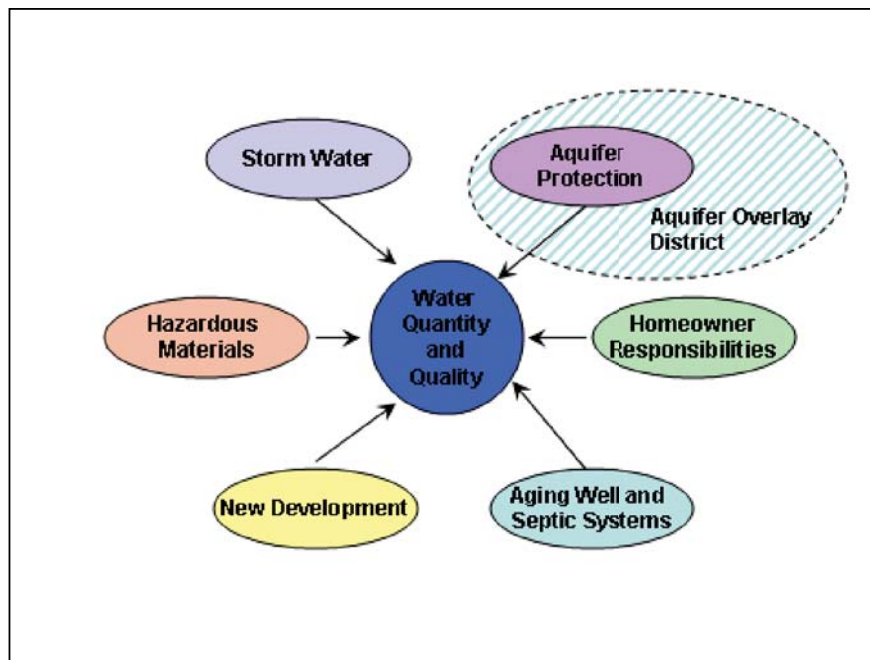 Storm Water
Aquifer
Protection
Aquifer Overlay
District
Water
Quantity
and
Quality
Hazardous
Materials
Homeowner
Responsibilities
New Development
Aging Well and
Septic Systems